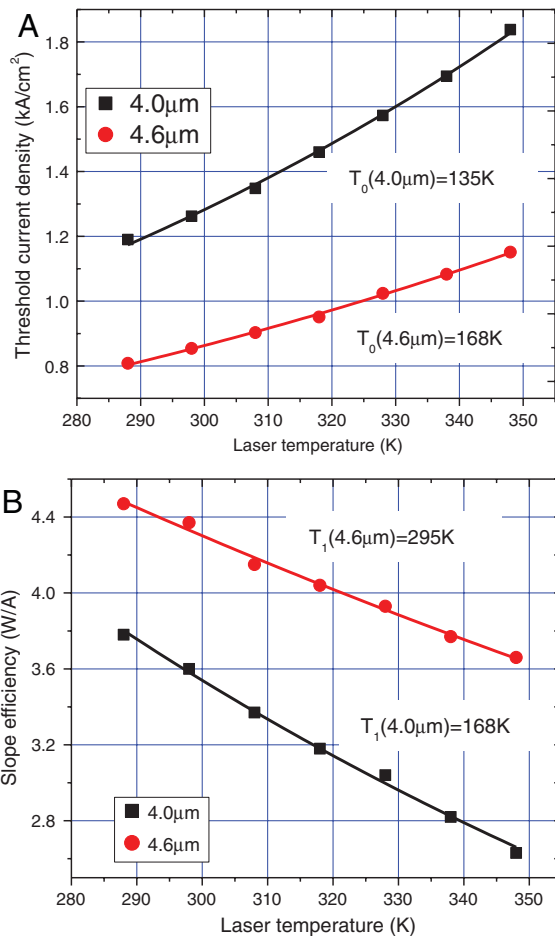 A
Threshold current density (kA/cm²)
1.8
1.6
1.4
1.2
1.0
0.8
4.0μm
4.6μm
T₀(4.0μm)=135K
T₀(4.6μm)=168K
280 290 300 310 320 330 340 350
Laser temperature (K)
B
Slope efficiency (W/A)
4.4
4.0
3.6
3.2
2.8
T₁(4.6μm)=295K
T₁(4.0μm)=168K
4.0μm
4.6μm
280 290 300 310 320 330 340 350
Laser temperature (K)